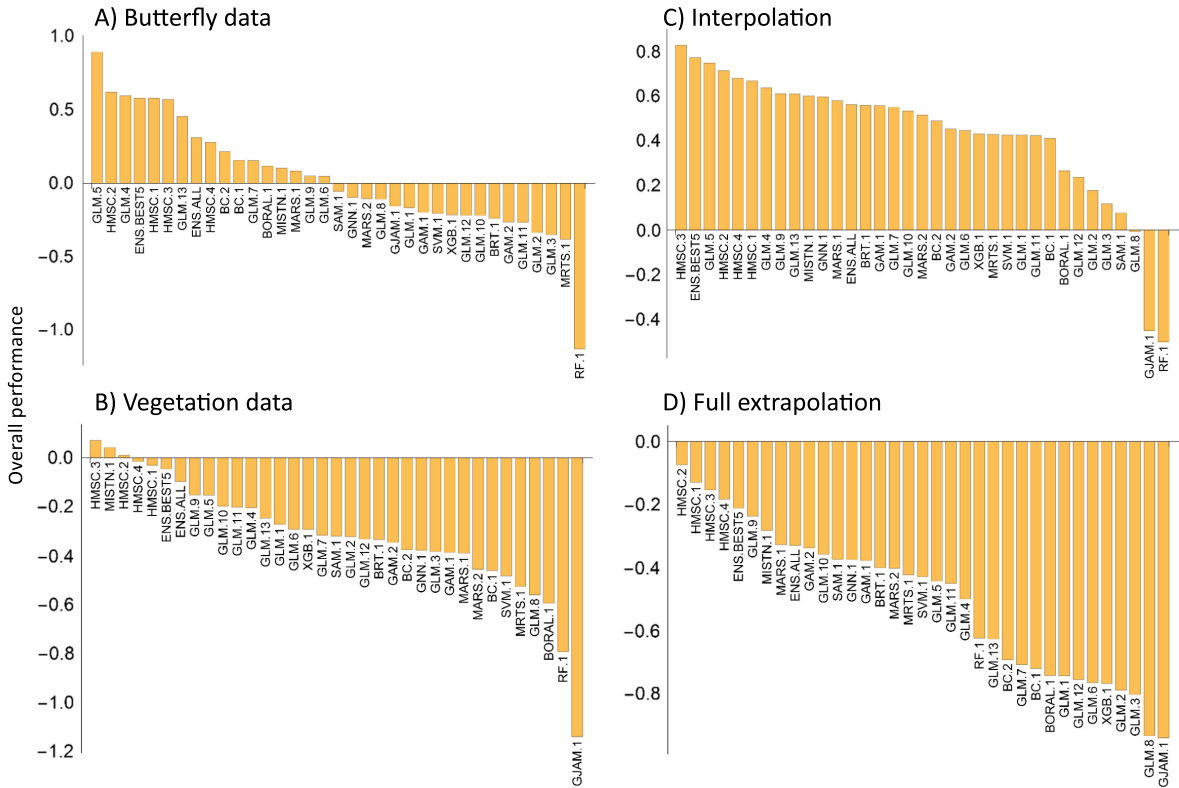 Overall performance
A) Butterfly data
1.0
0.5
0.0
−0.5
−1.0
GLM.5
HMSC.2
GLM.4
ENS.BEST5
HMSC.1
HMSC.3
GLM.13
ENS.ALL
HMSC.4
BC.2
BC.1
GLM.7
BORAL.1
MISTN.1
MARS.1
GLM.9
GLM.6
SAM.1
GNN.1
MARS.2
GLM.8
GJAM.1
GLM.1
GAM.1
SVM.1
XGB.1
GLM.12
GLM.10
BRT.1
GAM.2
GLM.11
GLM.2
GLM.3
MRTS.1
RF.1
B) Vegetation data
0.0
−0.2
−0.4
−0.6
−0.8
−1.0
−1.2
HMSC.3
MISTN.1
HMSC.2
HMSC.4
HMSC.1
ENS.BEST5
ENS.ALL
GLM.9
GLM.5
GLM.10
GLM.11
GLM.4
GLM.13
GLM.1
GLM.6
XGB.1
GLM.7
SAM.1
GLM.2
GLM.12
BRT.1
GAM.2
BC.2
GNN.1
GLM.3
GAM.1
MARS.1
MARS.2
BC.1
SVM.1
MRTS.1
GLM.8
BORAL.1
RF.1
GJAM.1
C) Interpolation
0.8
0.6
0.4
0.2
0.0
−0.2
−0.4
HMSC.3
ENS.BEST5
GLM.5
HMSC.2
HMSC.4
HMSC.1
GLM.4
GLM.9
GLM.13
MISTN.1
GNN.1
MARS.1
ENS.ALL
BRT.1
GAM.1
GLM.7
GLM.10
MARS.2
BC.2
GAM.2
GLM.6
XGB.1
MRTS.1
SVM.1
GLM.1
GLM.11
BC.1
BORAL.1
GLM.12
GLM.2
GLM.3
SAM.1
GLM.8
GJAM.1
RF.1
D) Full extrapolation
0.0
−0.2
−0.4
−0.6
−0.8
HMSC.2
HMSC.1
HMSC.3
HMSC.4
ENS.BEST5
GLM.9
MISTN.1
MARS.1
ENS.ALL
GAM.2
GLM.10
SAM.1
GNN.1
GAM.1
BRT.1
MARS.2
MRTS.1
SVM.1
GLM.5
GLM.11
GLM.4
RF.1
GLM.13
BC.2
GLM.7
BC.1
BORAL.1
GLM.1
GLM.12
GLM.6
XGB.1
GLM.2
GLM.3
GLM.8
GJAM.1